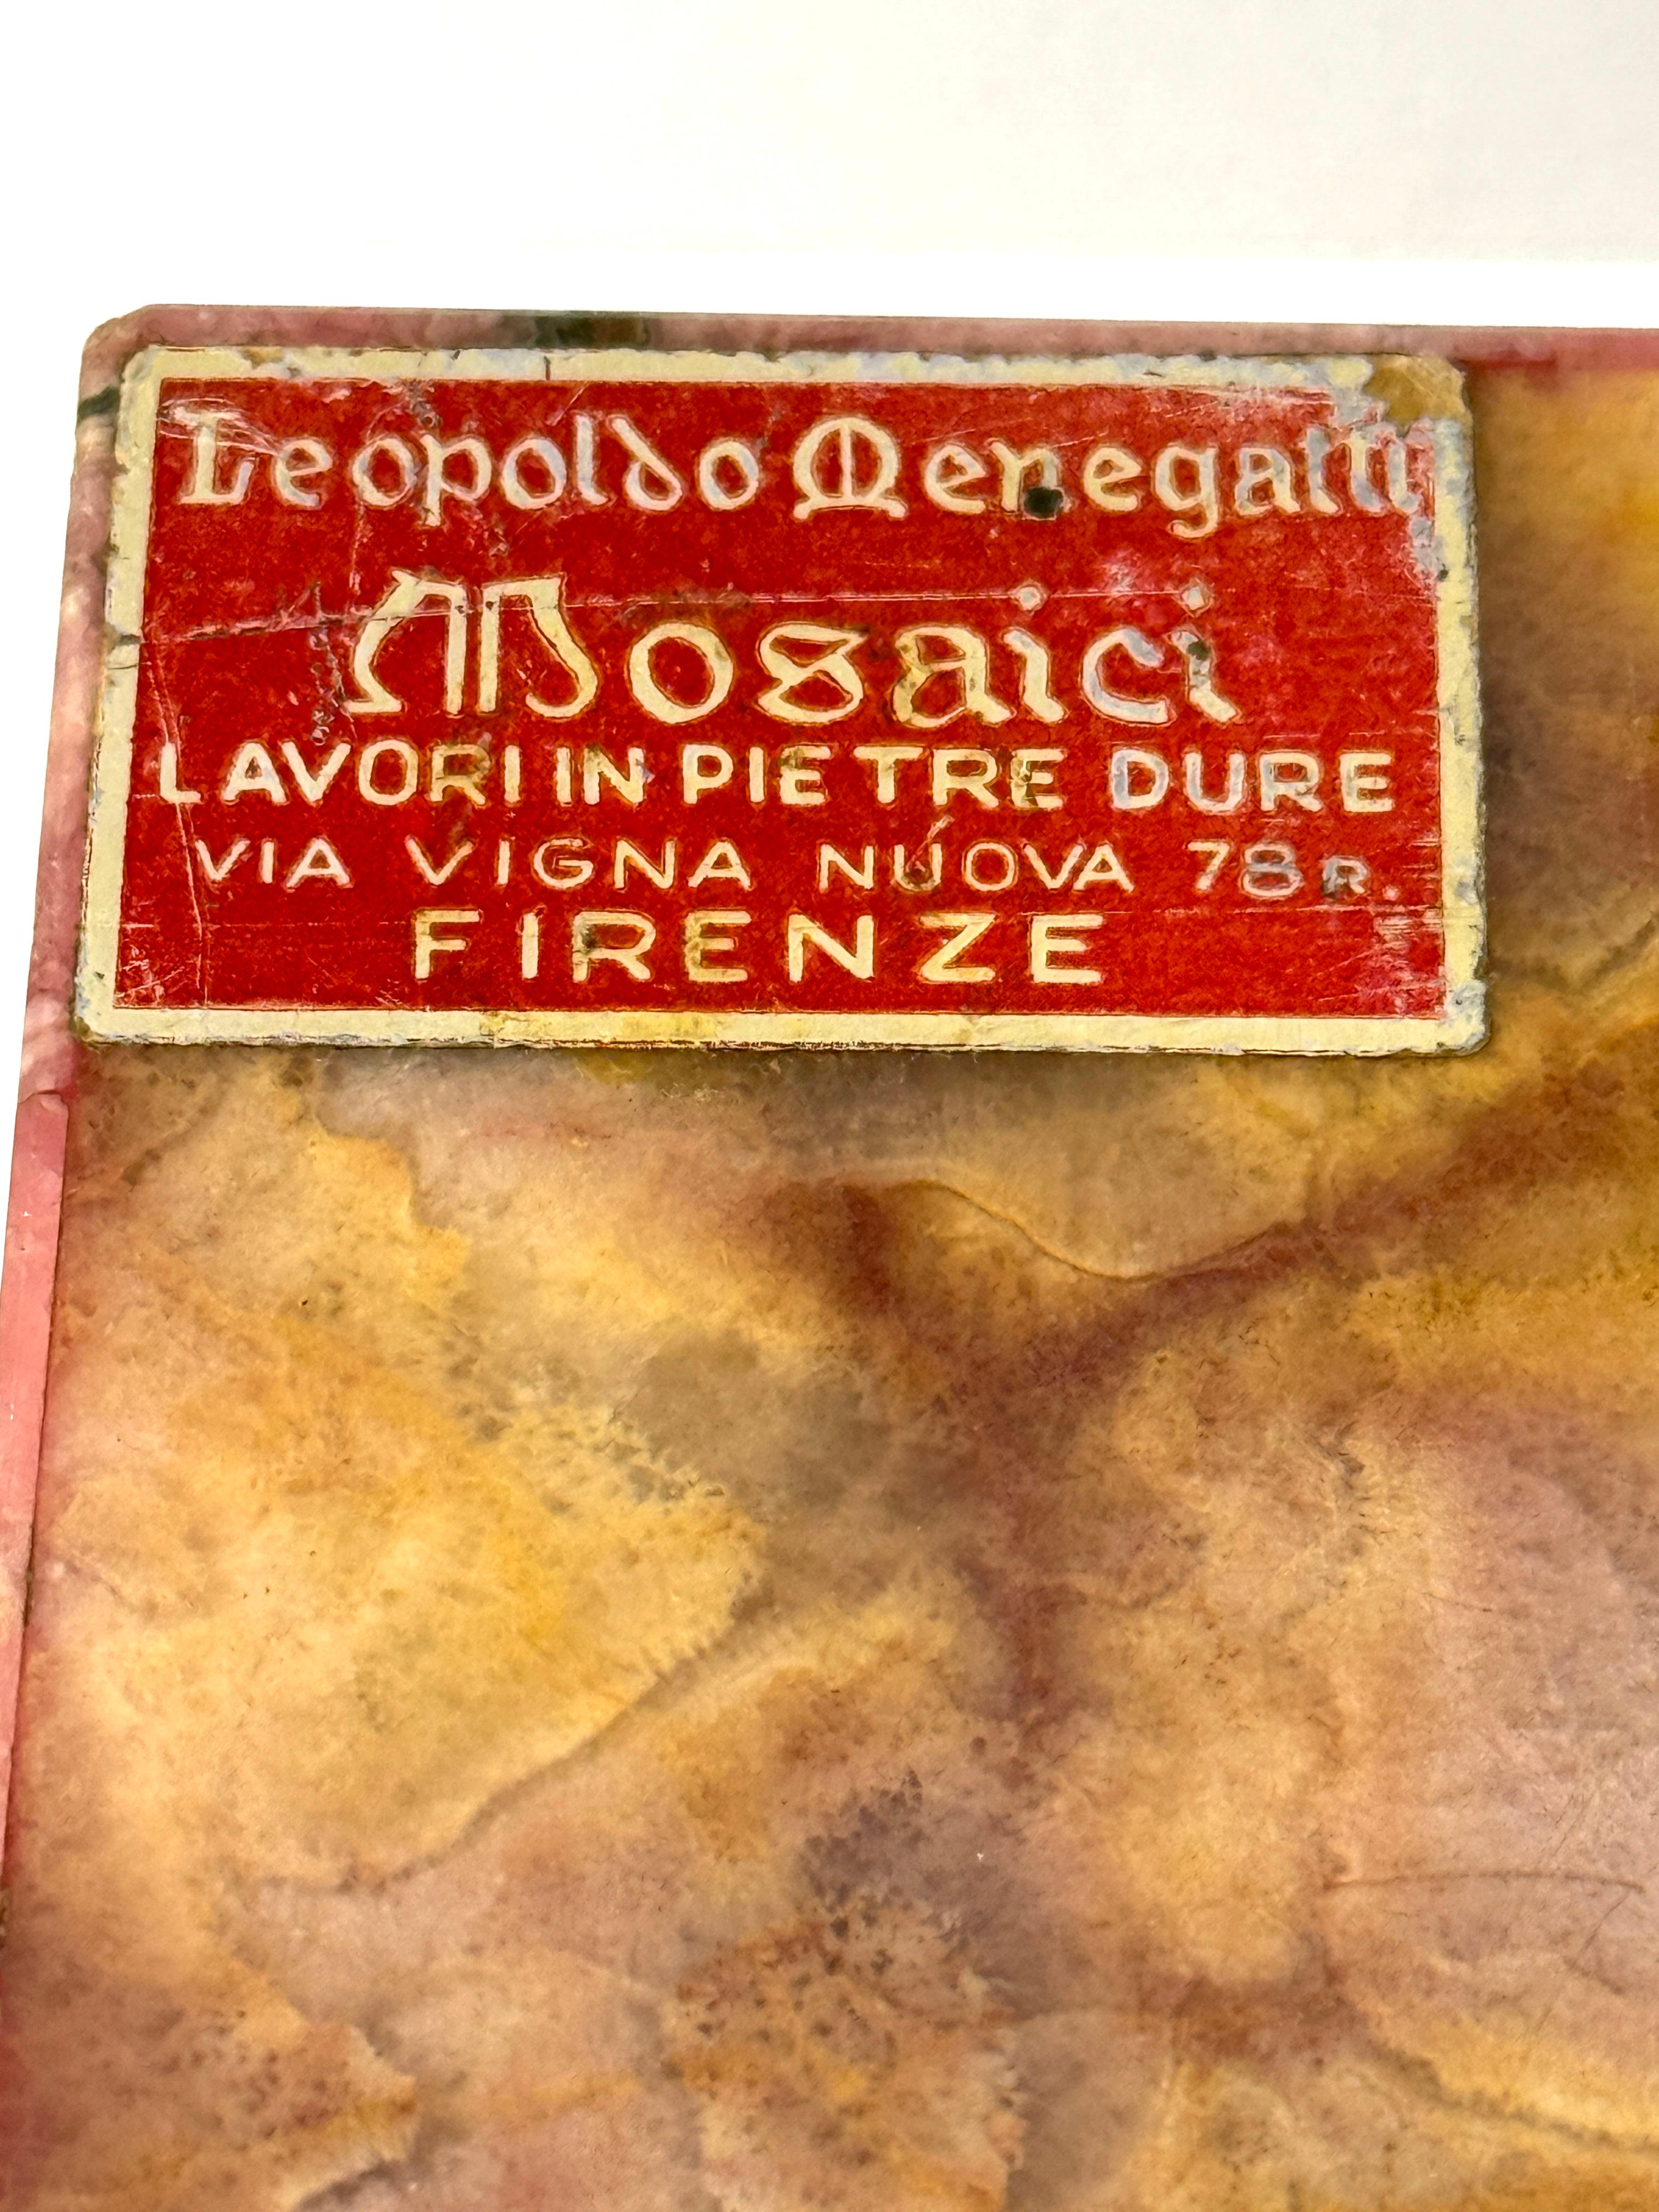 Leopoldo Menegatti
Mosaici
LAVORI IN PIETRE DURE
VIA VIGNA NUOVA 78 R.
FIRENZE